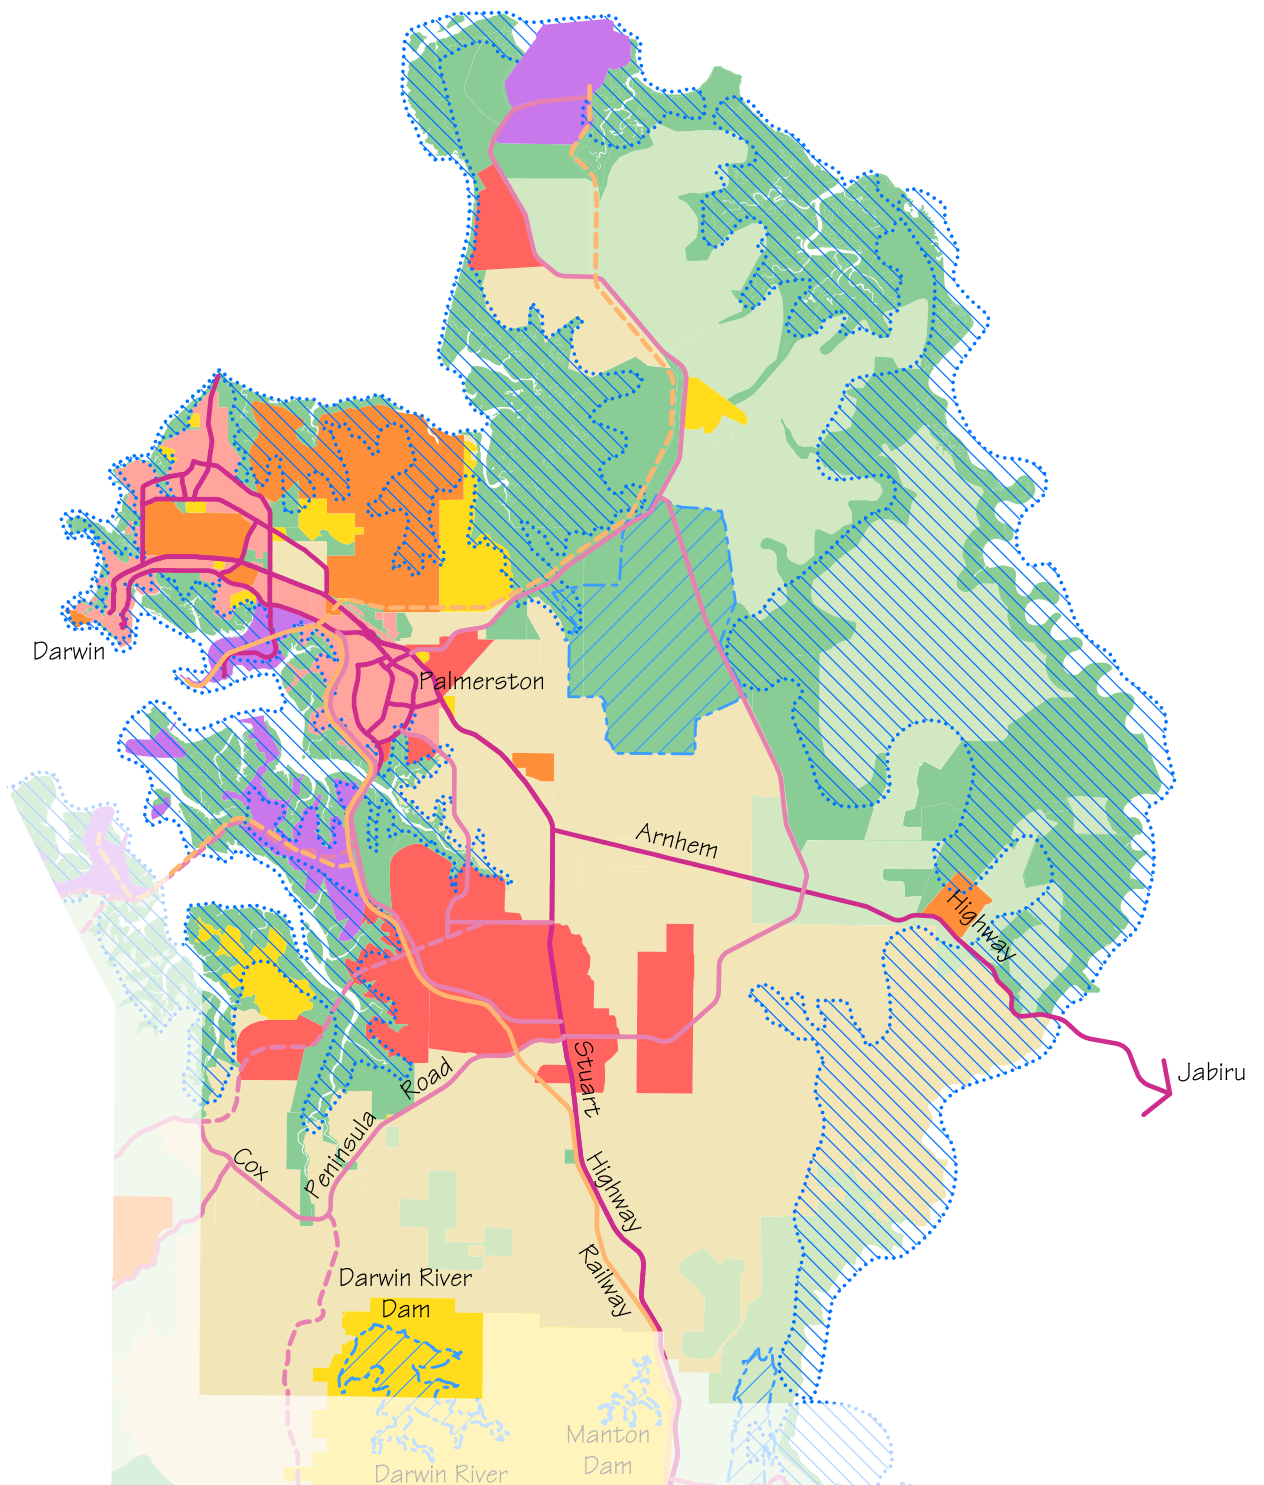 Darwin
Palmerston
Arnhem
Highway
Jabiru
Stuart
Road
Peninsula
Cox
Highway
Railway
Darwin River
Dam
Manton
Dam
Darwin River